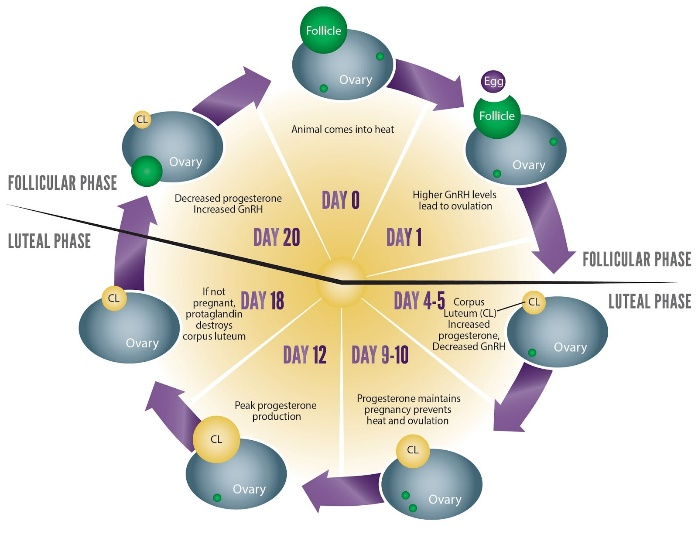 Follicle
Ovary
Animal comes into heat
DAY 0
Egg
Follicle
Ovary
Higher GnRH levels
lead to ovulation
DAY 1
FOLLICULAR PHASE
LUTEAL PHASE
DAY 4-5
Corpus
Luteum (CL)
Increased
progesterone,
Decreased GnRH
CL
Ovary
DAY 9-10
Progesterone maintains
pregnancy prevents
heat and ovulation
CL
Ovary
DAY 12
Peak progesterone
production
CL
Ovary
DAY 18
If not
pregnant,
protaglandin
destroys
corpus luteum
CL
Ovary
FOLLICULAR PHASE
LUTEAL PHASE
DAY 20
Decreased progesterone
Increased GnRH
CL
Ovary